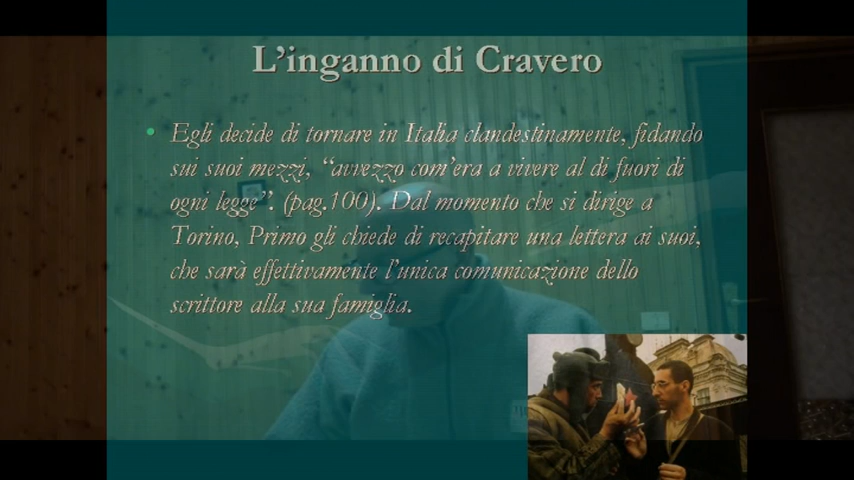 L'inganno di Cravero
• Egli decide di tornare in Italia clandestinamente, fidando
sui suoi mezzi, “avvezzo com'era a vivere al di fuori di
ogni legge”. (pag.100). Dal momento che si dirige a
Torino, Primo gli chiede di recapitare una lettera ai suoi,
che sarà effettivamente l'unica comunicazione dello
scrittore alla sua famiglia.